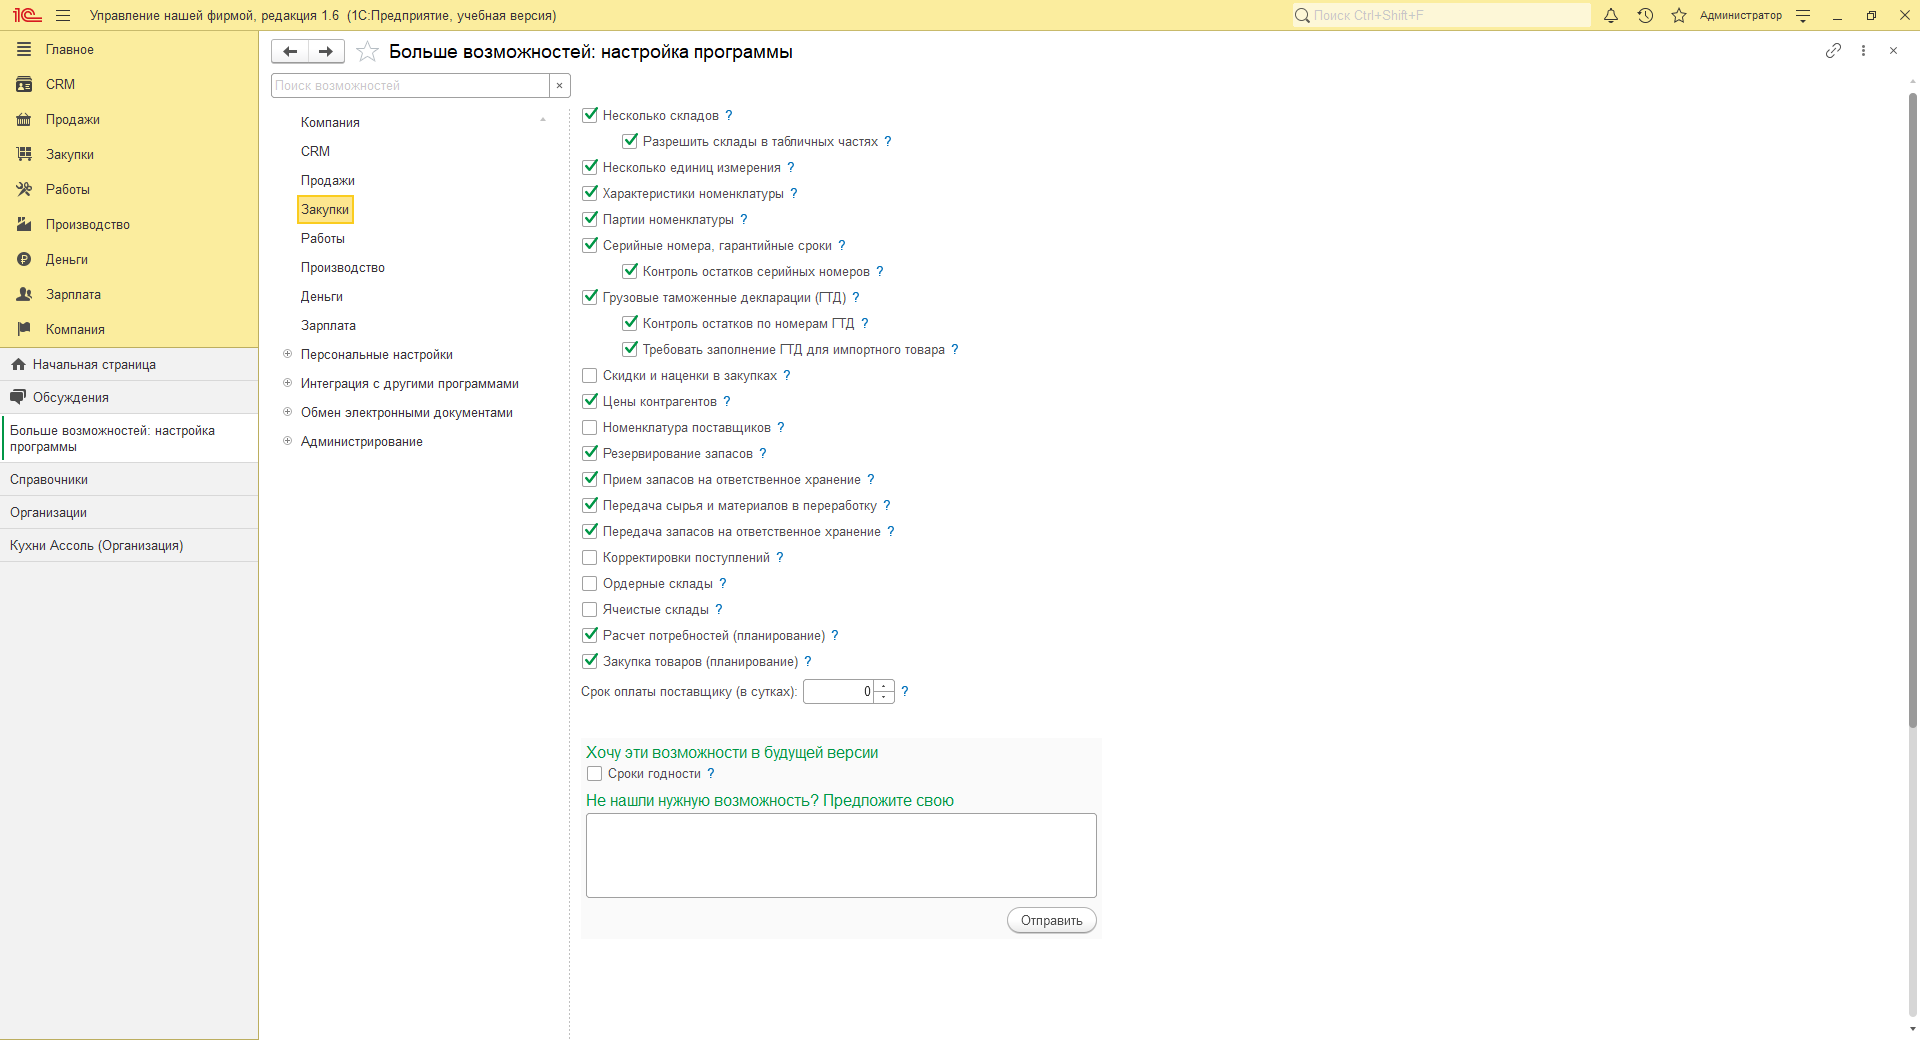 1С Управление нашей фирмой, редакция 1.6 (1С:Предприятие, учебная версия)
Поиск Ctrl+Shift+F
Администратор
Главное
CRM
Продажи
Закупки
Работы
Производство
Деньги
Зарплата
Компания
Начальная страница
Обсуждения
Больше возможностей: настройка
программы
Справочники
Организации
Кухни Ассоль (Организация)
Больше возможностей: настройка программы
Поиск возможностей
×
Компания
CRM
Продажи
Закупки
Работы
Производство
Деньги
Зарплата
Персональные настройки
Интеграция с другими программами
Обмен электронными документами
Администрирование
Несколько складов ?
Разрешить склады в табличных частях ?
Несколько единиц измерения ?
Характеристики номенклатуры ?
Партии номенклатуры ?
Серийные номера, гарантийные сроки ?
Контроль остатков серийных номеров ?
Грузовые таможенные декларации (ГТД) ?
Контроль остатков по номерам ГТД ?
Требовать заполнение ГТД для импортного товара ?
Скидки и наценки в закупках ?
Цены контрагентов ?
Номенклатура поставщиков ?
Резервирование запасов ?
Прием запасов на ответственное хранение ?
Передача сырья и материалов в переработку ?
Передача запасов на ответственное хранение ?
Корректировки поступлений ?
Ордерные склады ?
Ячеистые склады ?
Расчет потребностей (планирование) ?
Закупка товаров (планирование) ?
Срок оплаты поставщику (в сутках): 0 ?
Хочу эти возможности в будущей версии
Сроки годности ?
Не нашли нужную возможность? Предложите свою
Отправить